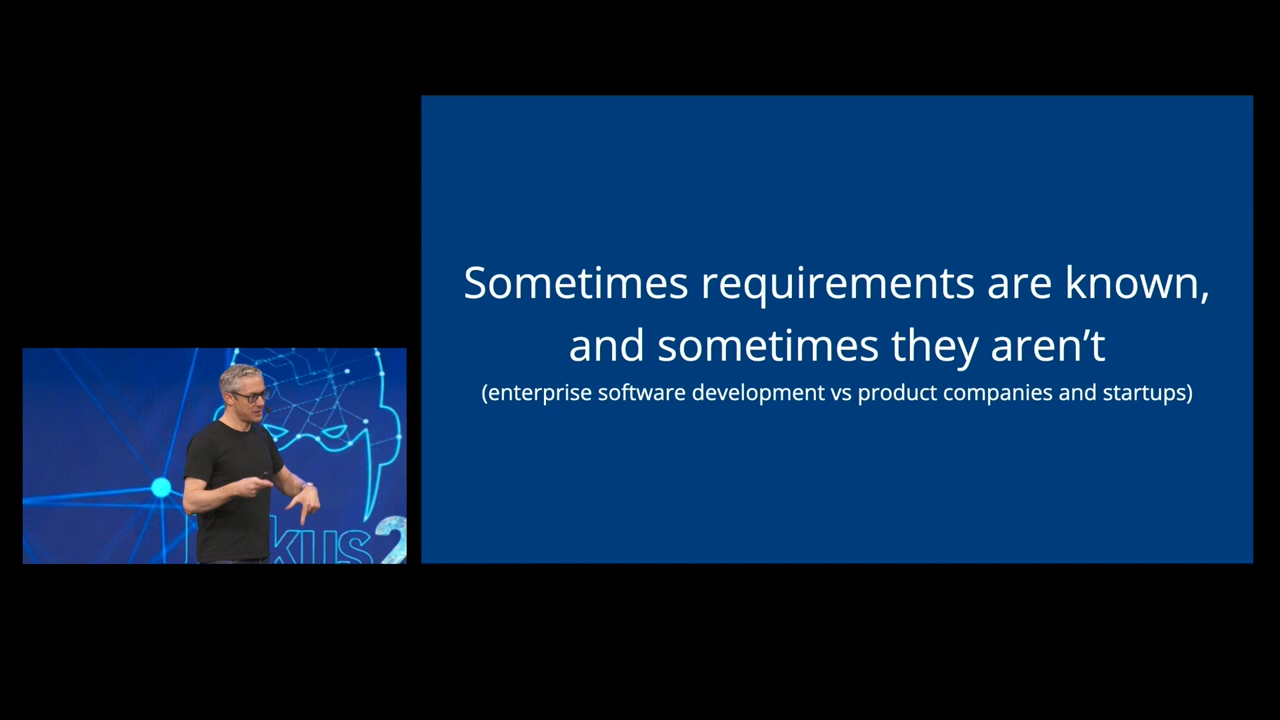 Sometimes requirements are known,
and sometimes they aren’t
(enterprise software development vs product companies and startups)